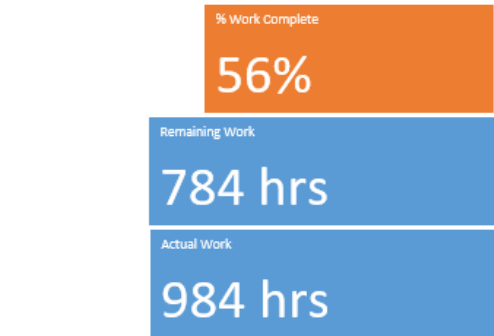 % Work Complete
56%
Remaining Work
784 hrs
Actual Work
984 hrs